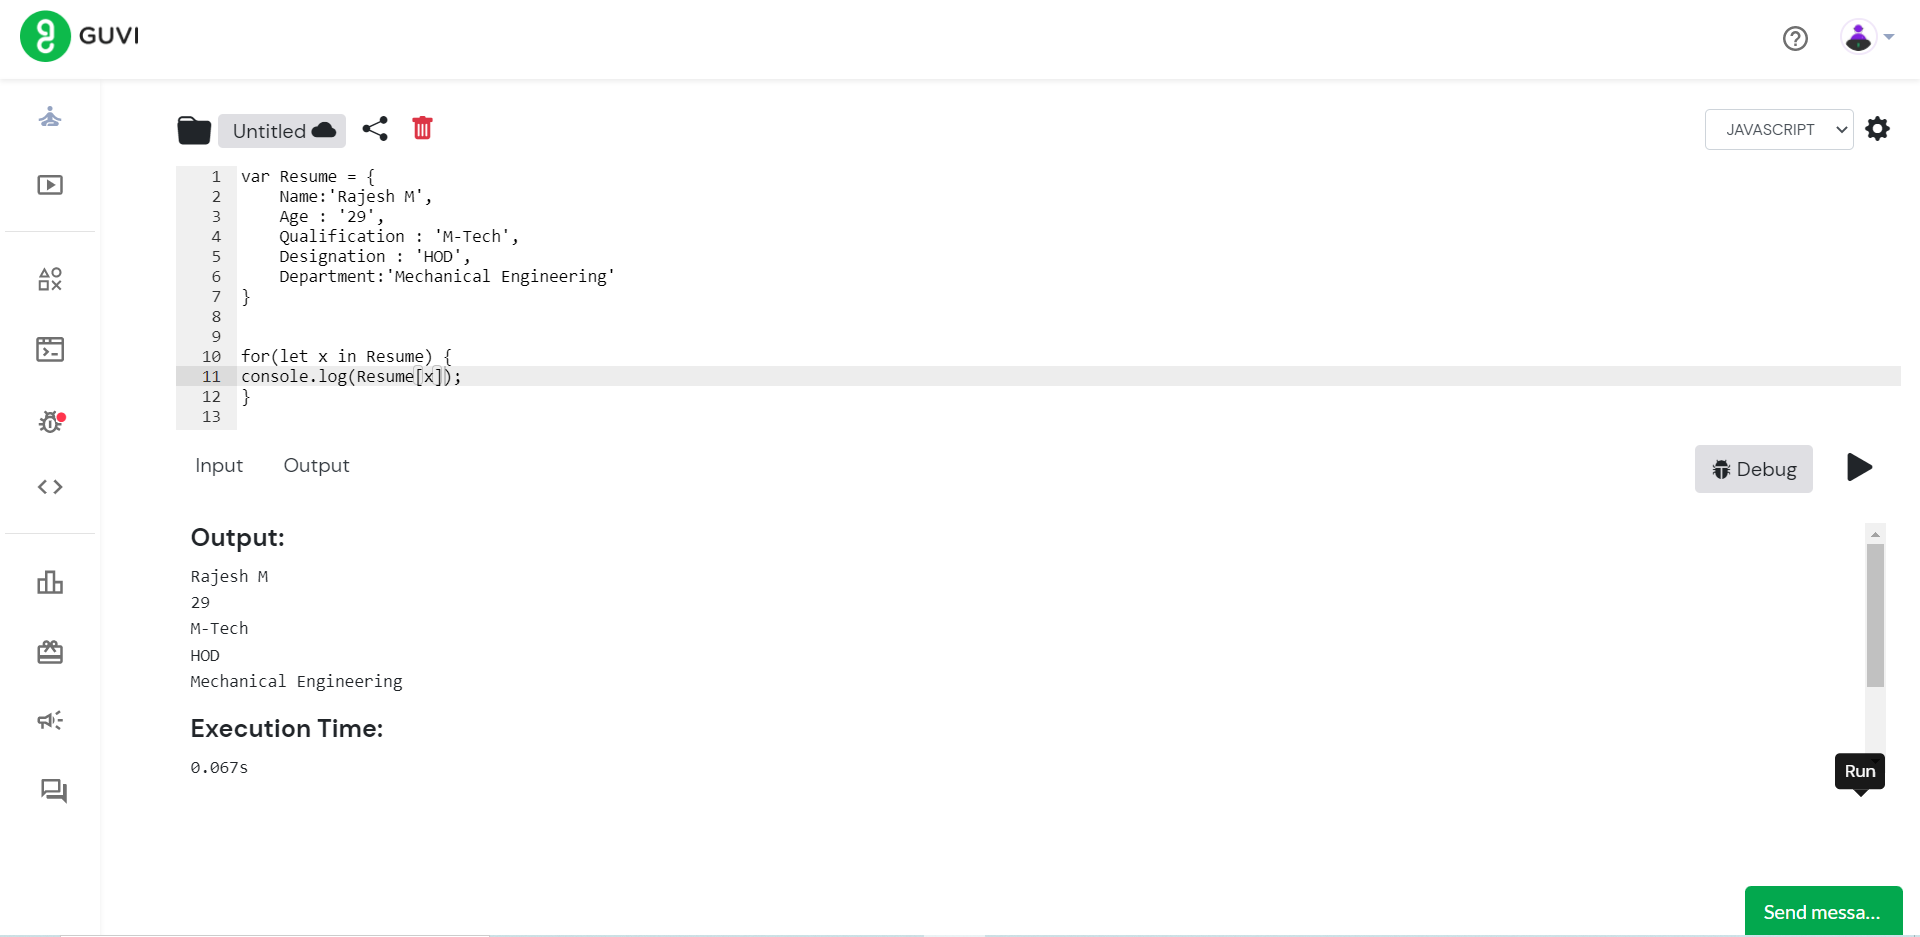 GUVI
Untitled
JAVASCRIPT
1 var Resume = {
2     Name:'Rajesh M',
3     Age : '29',
4     Qualification : 'M-Tech',
5     Designation : 'HOD',
6     Department:'Mechanical Engineering'
7 }
8
9
10 for(let x in Resume) {
11 console.log(Resume[x]);
12 }
13
Input Output
Debug
Output:
Rajesh M
29
M-Tech
HOD
Mechanical Engineering
Execution Time:
0.067s
Run
Send messa...